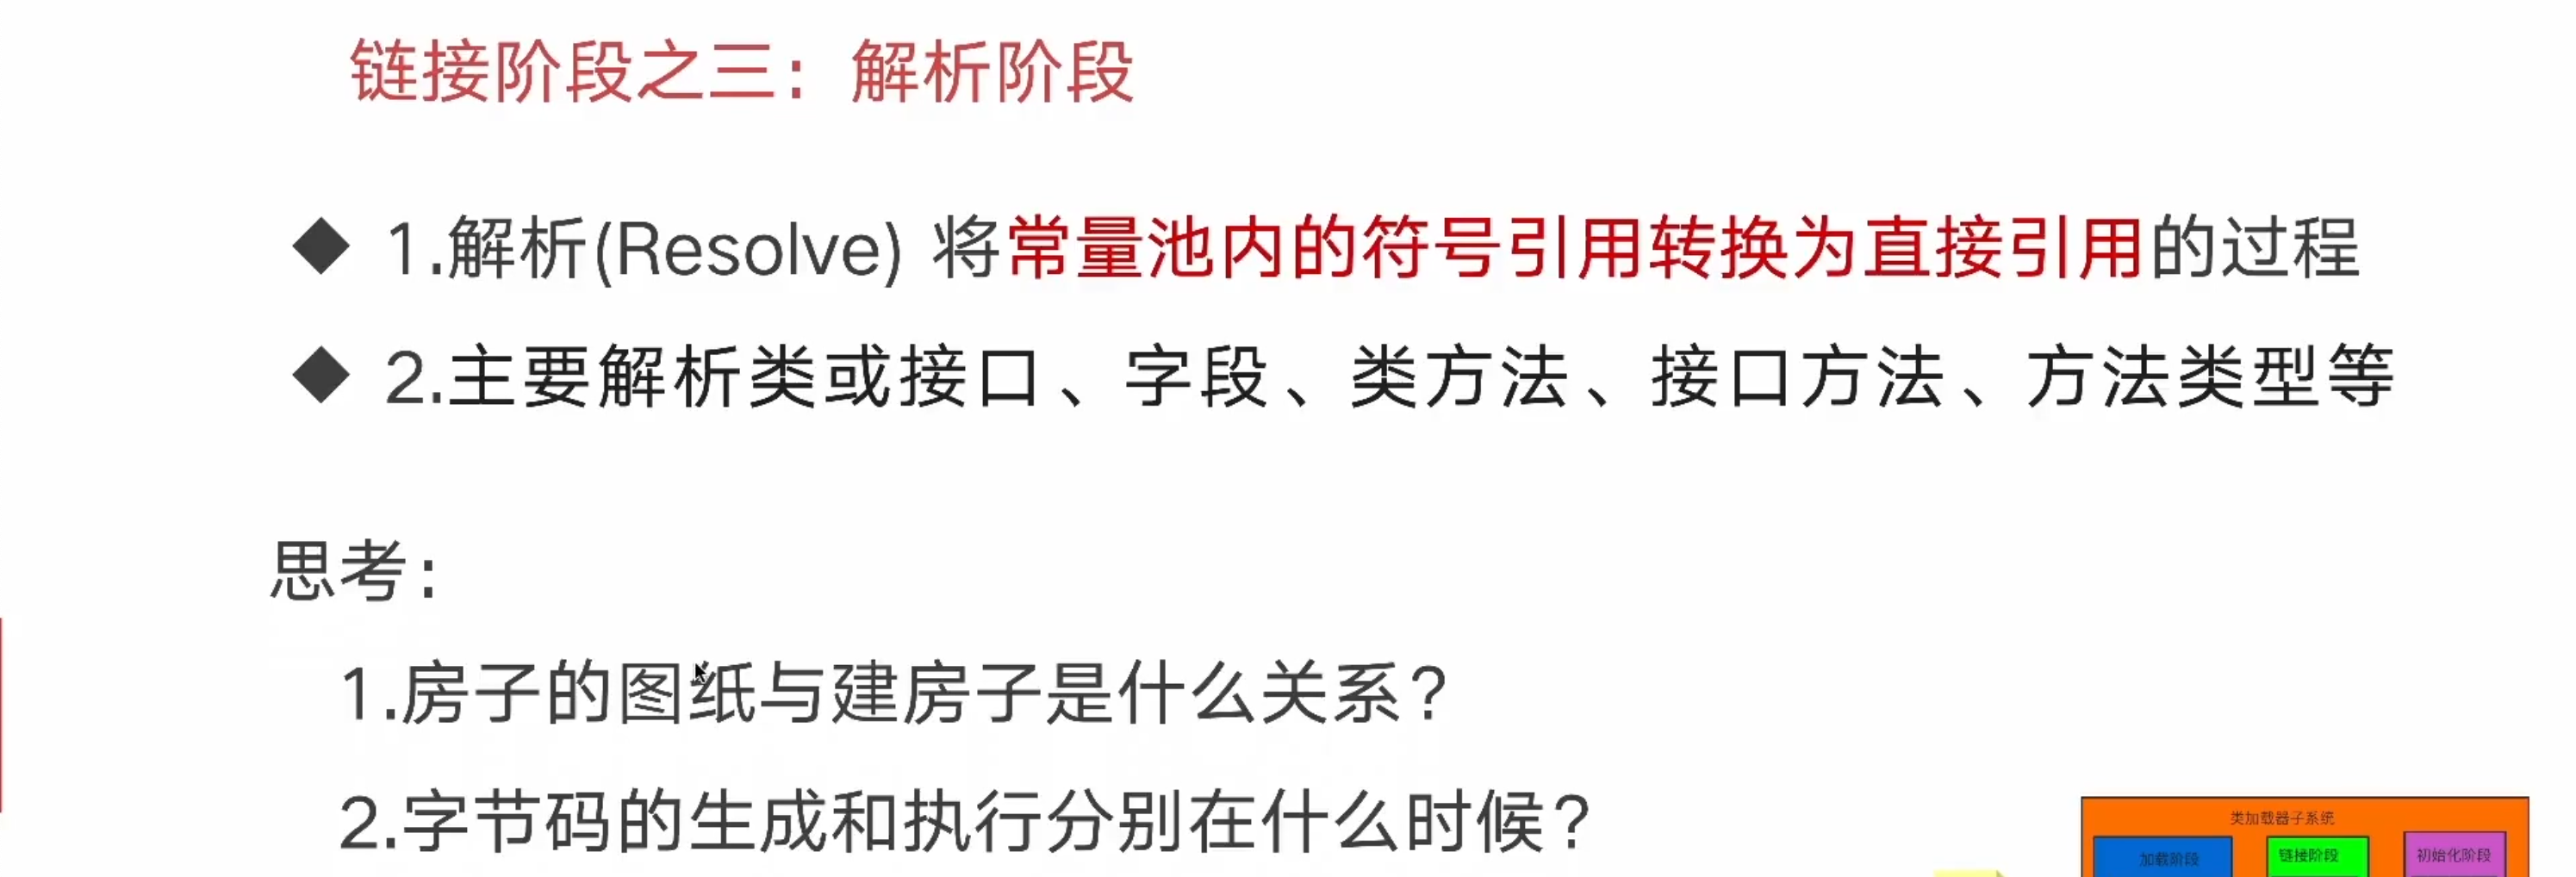 链接阶段之三：解析阶段
◆ 1.解析(Resolve) 将常量池内的符号引用转换为直接引用的过程
◆ 2.主要解析类或接口、字段、类方法、接口方法、方法类型等
思考：
1.房子的图纸与建房子是什么关系？
2.字节码的生成和执行分别在什么时候？
类加载器子系统
加载阶段 链接阶段 初始化阶段